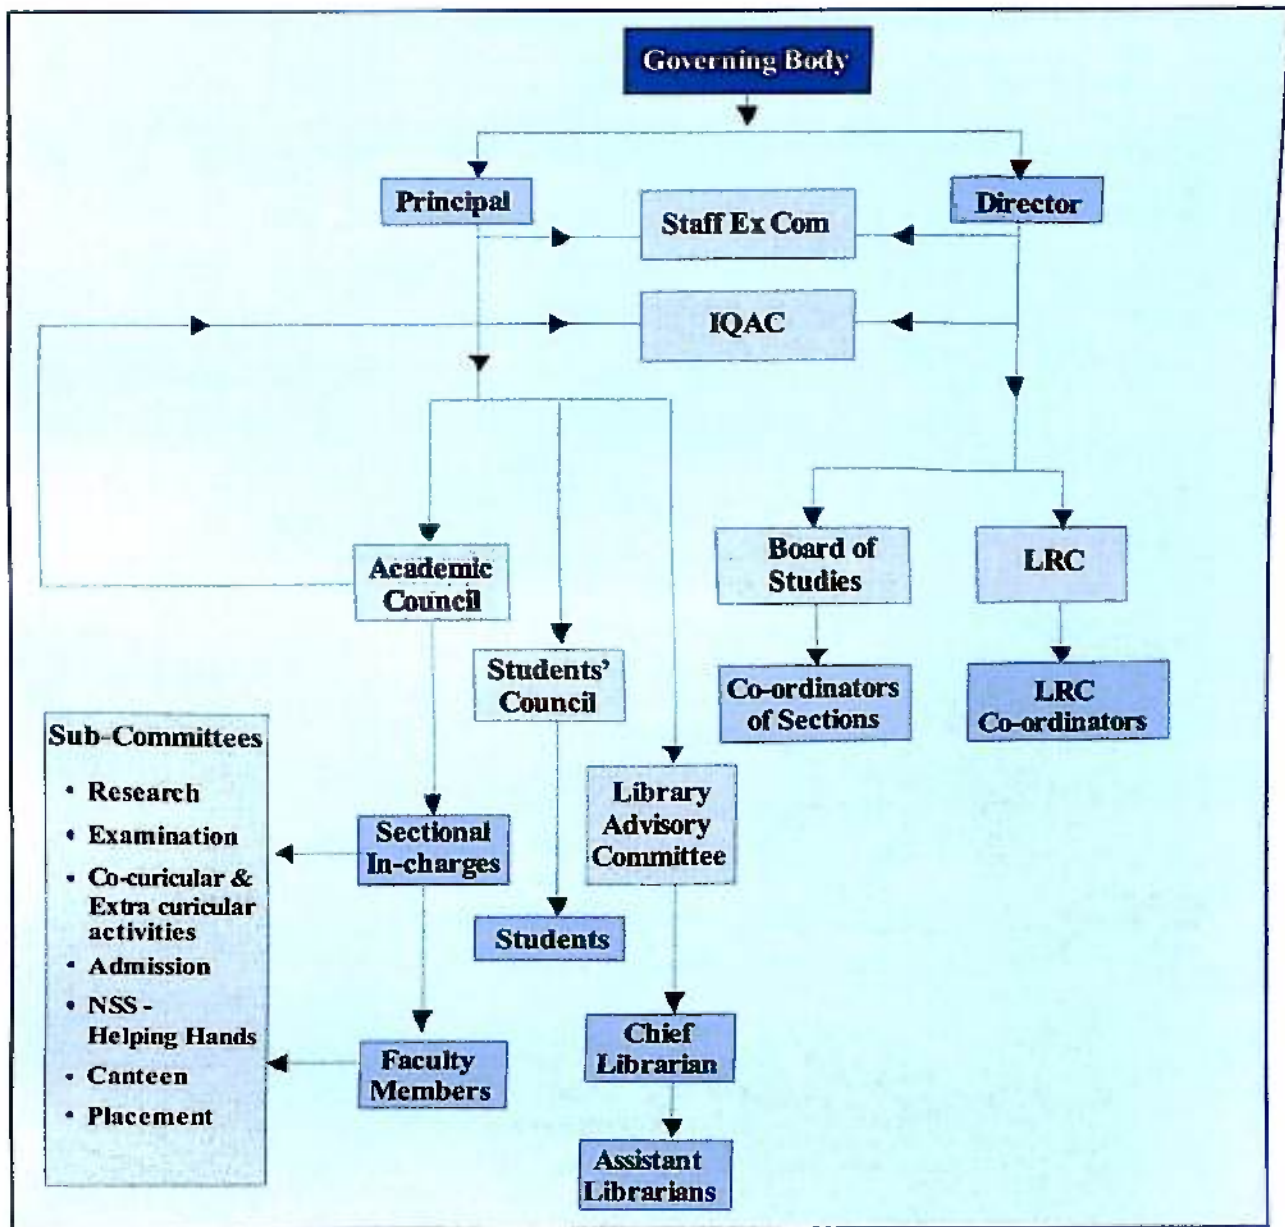 Governing Body
Principal
Director
Staff Ex Com
IQAC
Academic
Council
Board of
Studies
LRC
Students’
Council
Co-ordinators
of Sections
LRC
Co-ordinators
Sub-Committees
• Research
• Examination
• Co-curicular &
Extra curicular
activities
• Admission
• NSS -
Helping Hands
• Canteen
• Placement
Sectional
In-charges
Library
Advisory
Committee
Students
Faculty
Members
Chief
Librarian
Assistant
Librarians